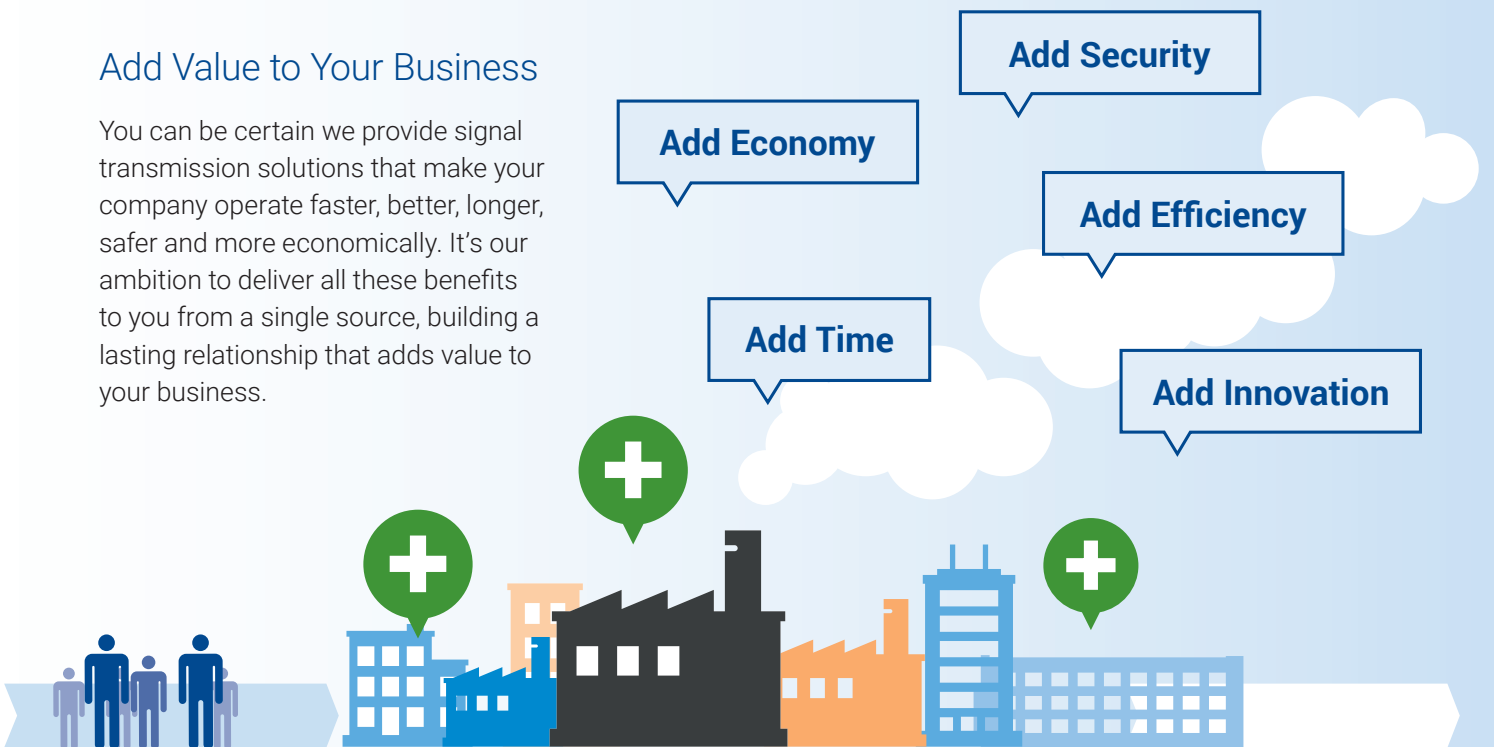 Add Value to Your Business
You can be certain we provide signal
transmission solutions that make your
company operate faster, better, longer,
safer and more economically. It’s our
ambition to deliver all these benefits
to you from a single source, building a
lasting relationship that adds value to
your business.
Add Security
Add Economy
Add Efficiency
Add Time
Add Innovation